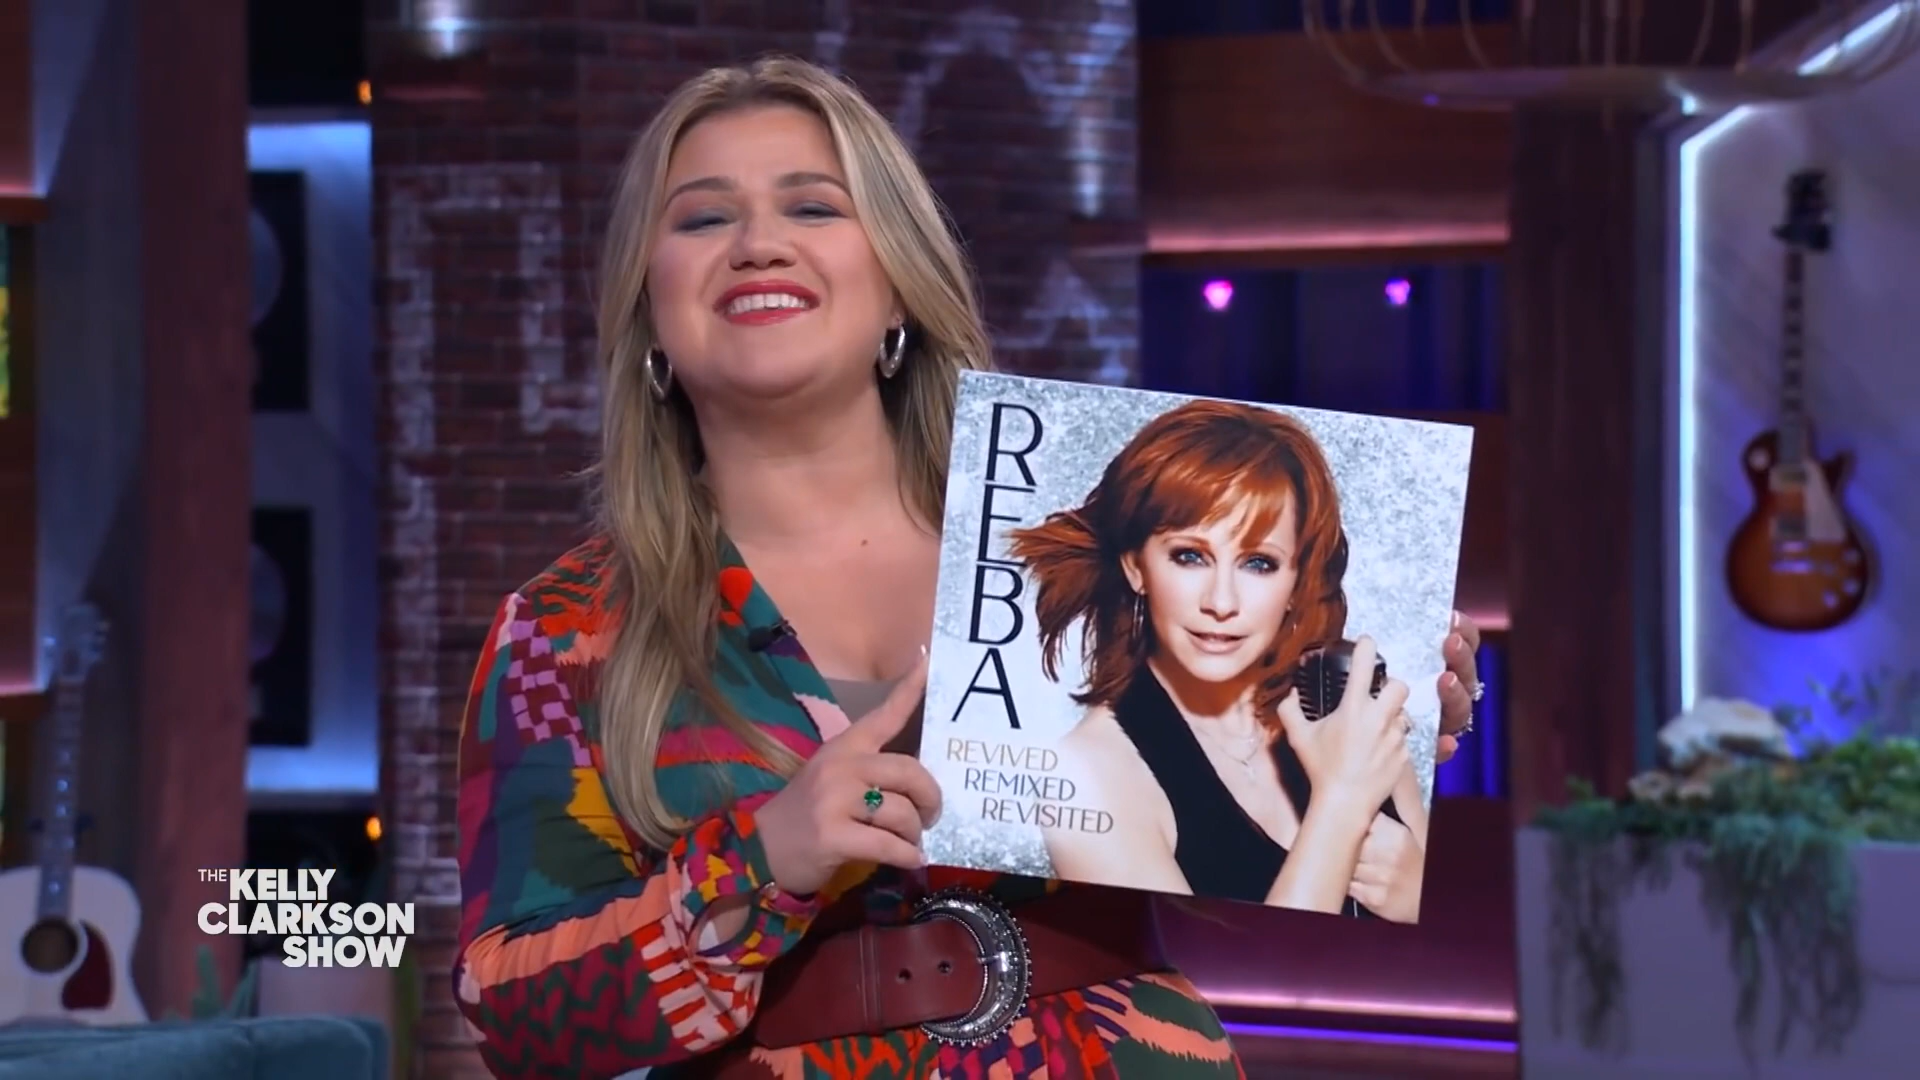 REBA
REVIVED
REMIXED
REVISITED
THE KELLY
CLARKSON
SHOW